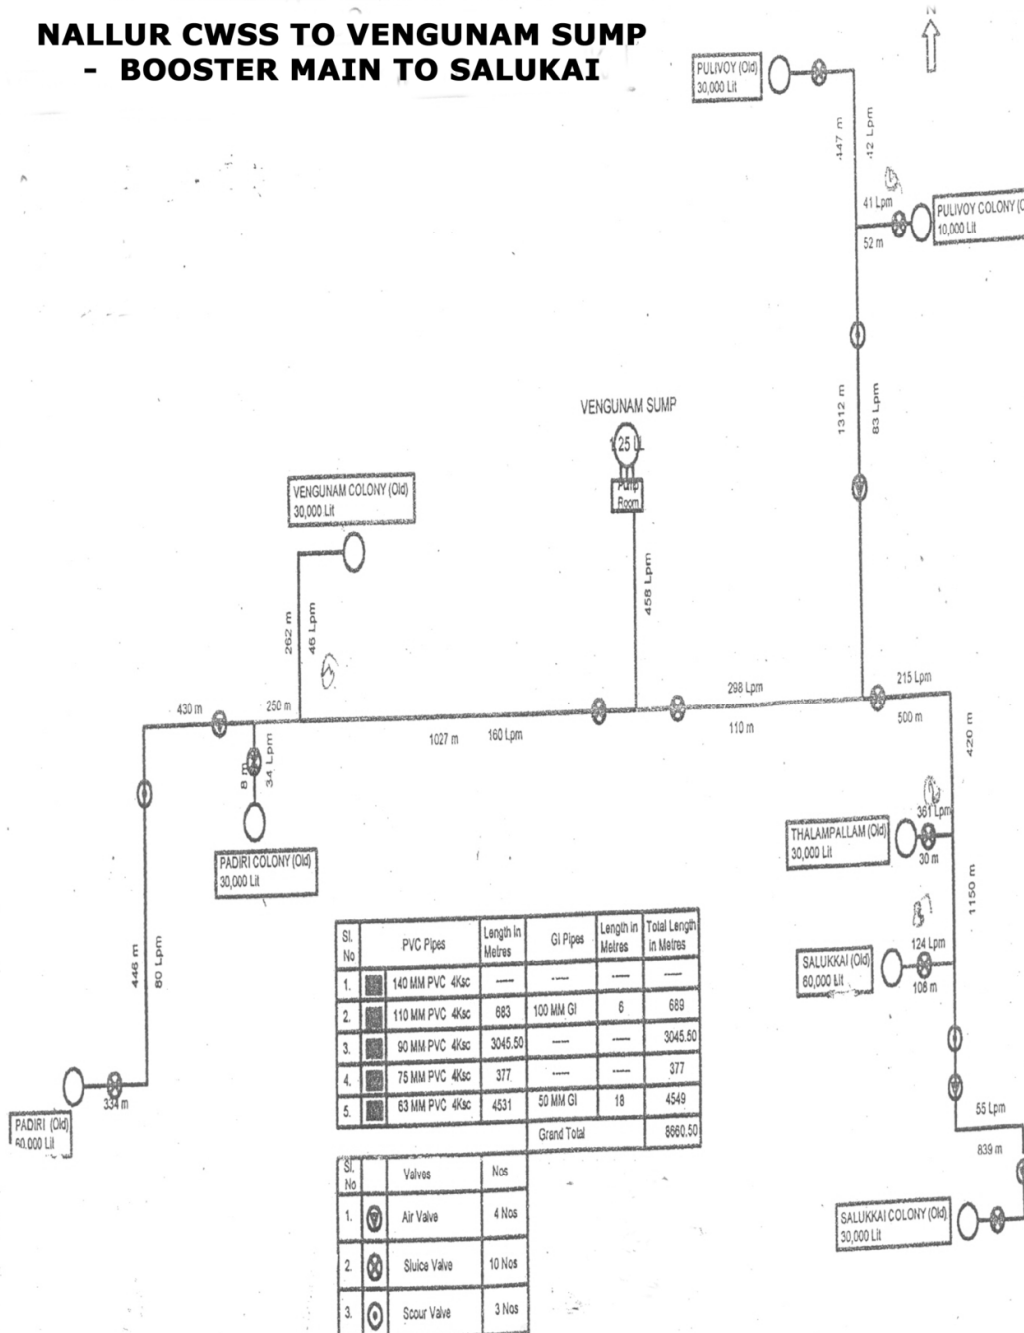 NALLUR CWSS TO VENGUNAM SUMP
- BOOSTER MAIN TO SALUKAI
N
PULIVOY (Old)
30,000 Lit
447 m
42 Lpm
41 Lpm
52 m
PULIVOY COLONY (O
10,000 Lit
1312 m
83 Lpm
VENGUNAM SUMP
1.25 LL
Pump
Room
458 Lpm
VENGUNAM COLONY (Old)
30,000 Lit
262 m
46 Lpm
430 m
250 m
1027 m
160 Lpm
298 Lpm
110 m
215 Lpm
500 m
420 m
8 m
34 Lpm
PADIRI COLONY (Old)
30,000 Lit
446 m
80 Lpm
334 m
PADIRI (Old)
60,000 Lit
361 Lpm
THALAMPALLAM (Old)
30,000 Lit
30 m
1150 m
124 Lpm
SALUKKAI (Old)
60,000 Lit
108 m
55 Lpm
839 m
SALUKKAI COLONY (Old)
30,000 Lit
Sl. No PVC Pipes Length in Metres GI Pipes Length in Metres Total Length in Metres
1. 140 MM PVC 4Ksc ----- ----- ----- -----
2. 110 MM PVC 4Ksc 683 100 MM GI 6 689
3. 90 MM PVC 4Ksc 3045.50 ----- ----- 3045.50
4. 75 MM PVC 4Ksc 377 ----- ----- 377
5. 63 MM PVC 4Ksc 4531 50 MM GI 18 4549
Grand Total 8660.50
Sl. No Valves Nos
1. Air Valve 4 Nos
2. Sluice Valve 10 Nos
3. Scour Valve 3 Nos